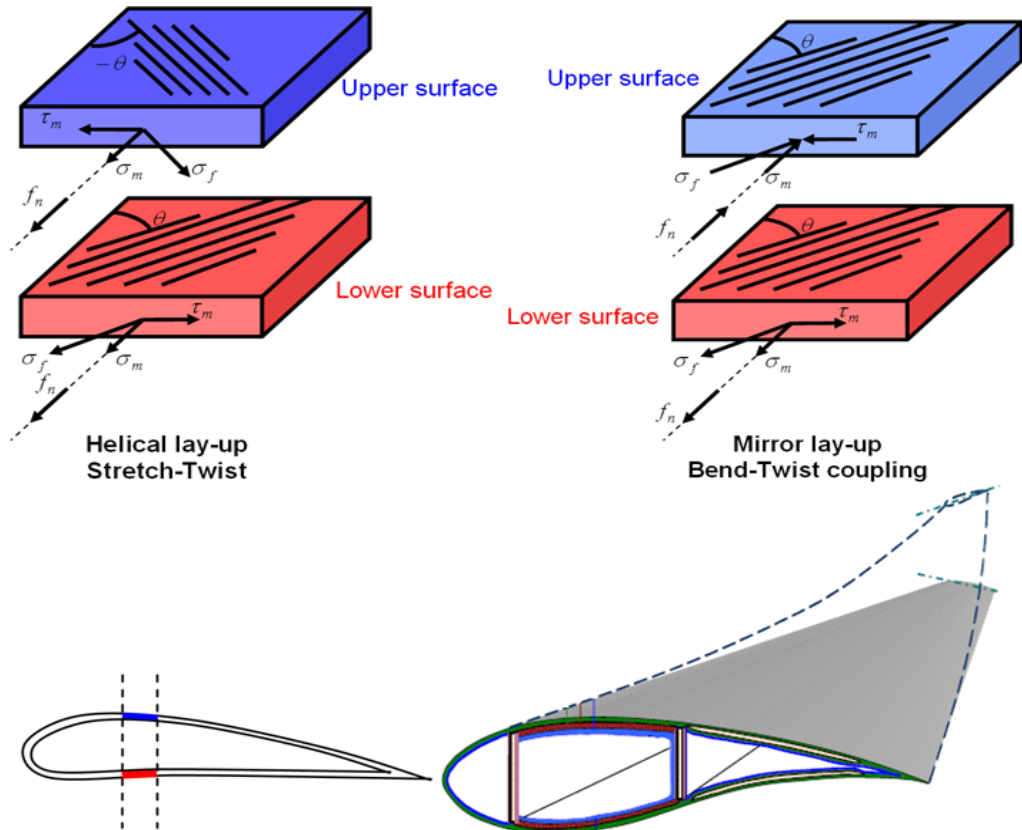 −θ
Upper surface
τm
σm
σf
fn
θ
Lower surface
τm
σf
σm
fn
Helical lay-up
Stretch-Twist
θ
Upper surface
τm
σf
σm
fn
θ
Lower surface
τm
σf
σm
fn
Mirror lay-up
Bend-Twist coupling